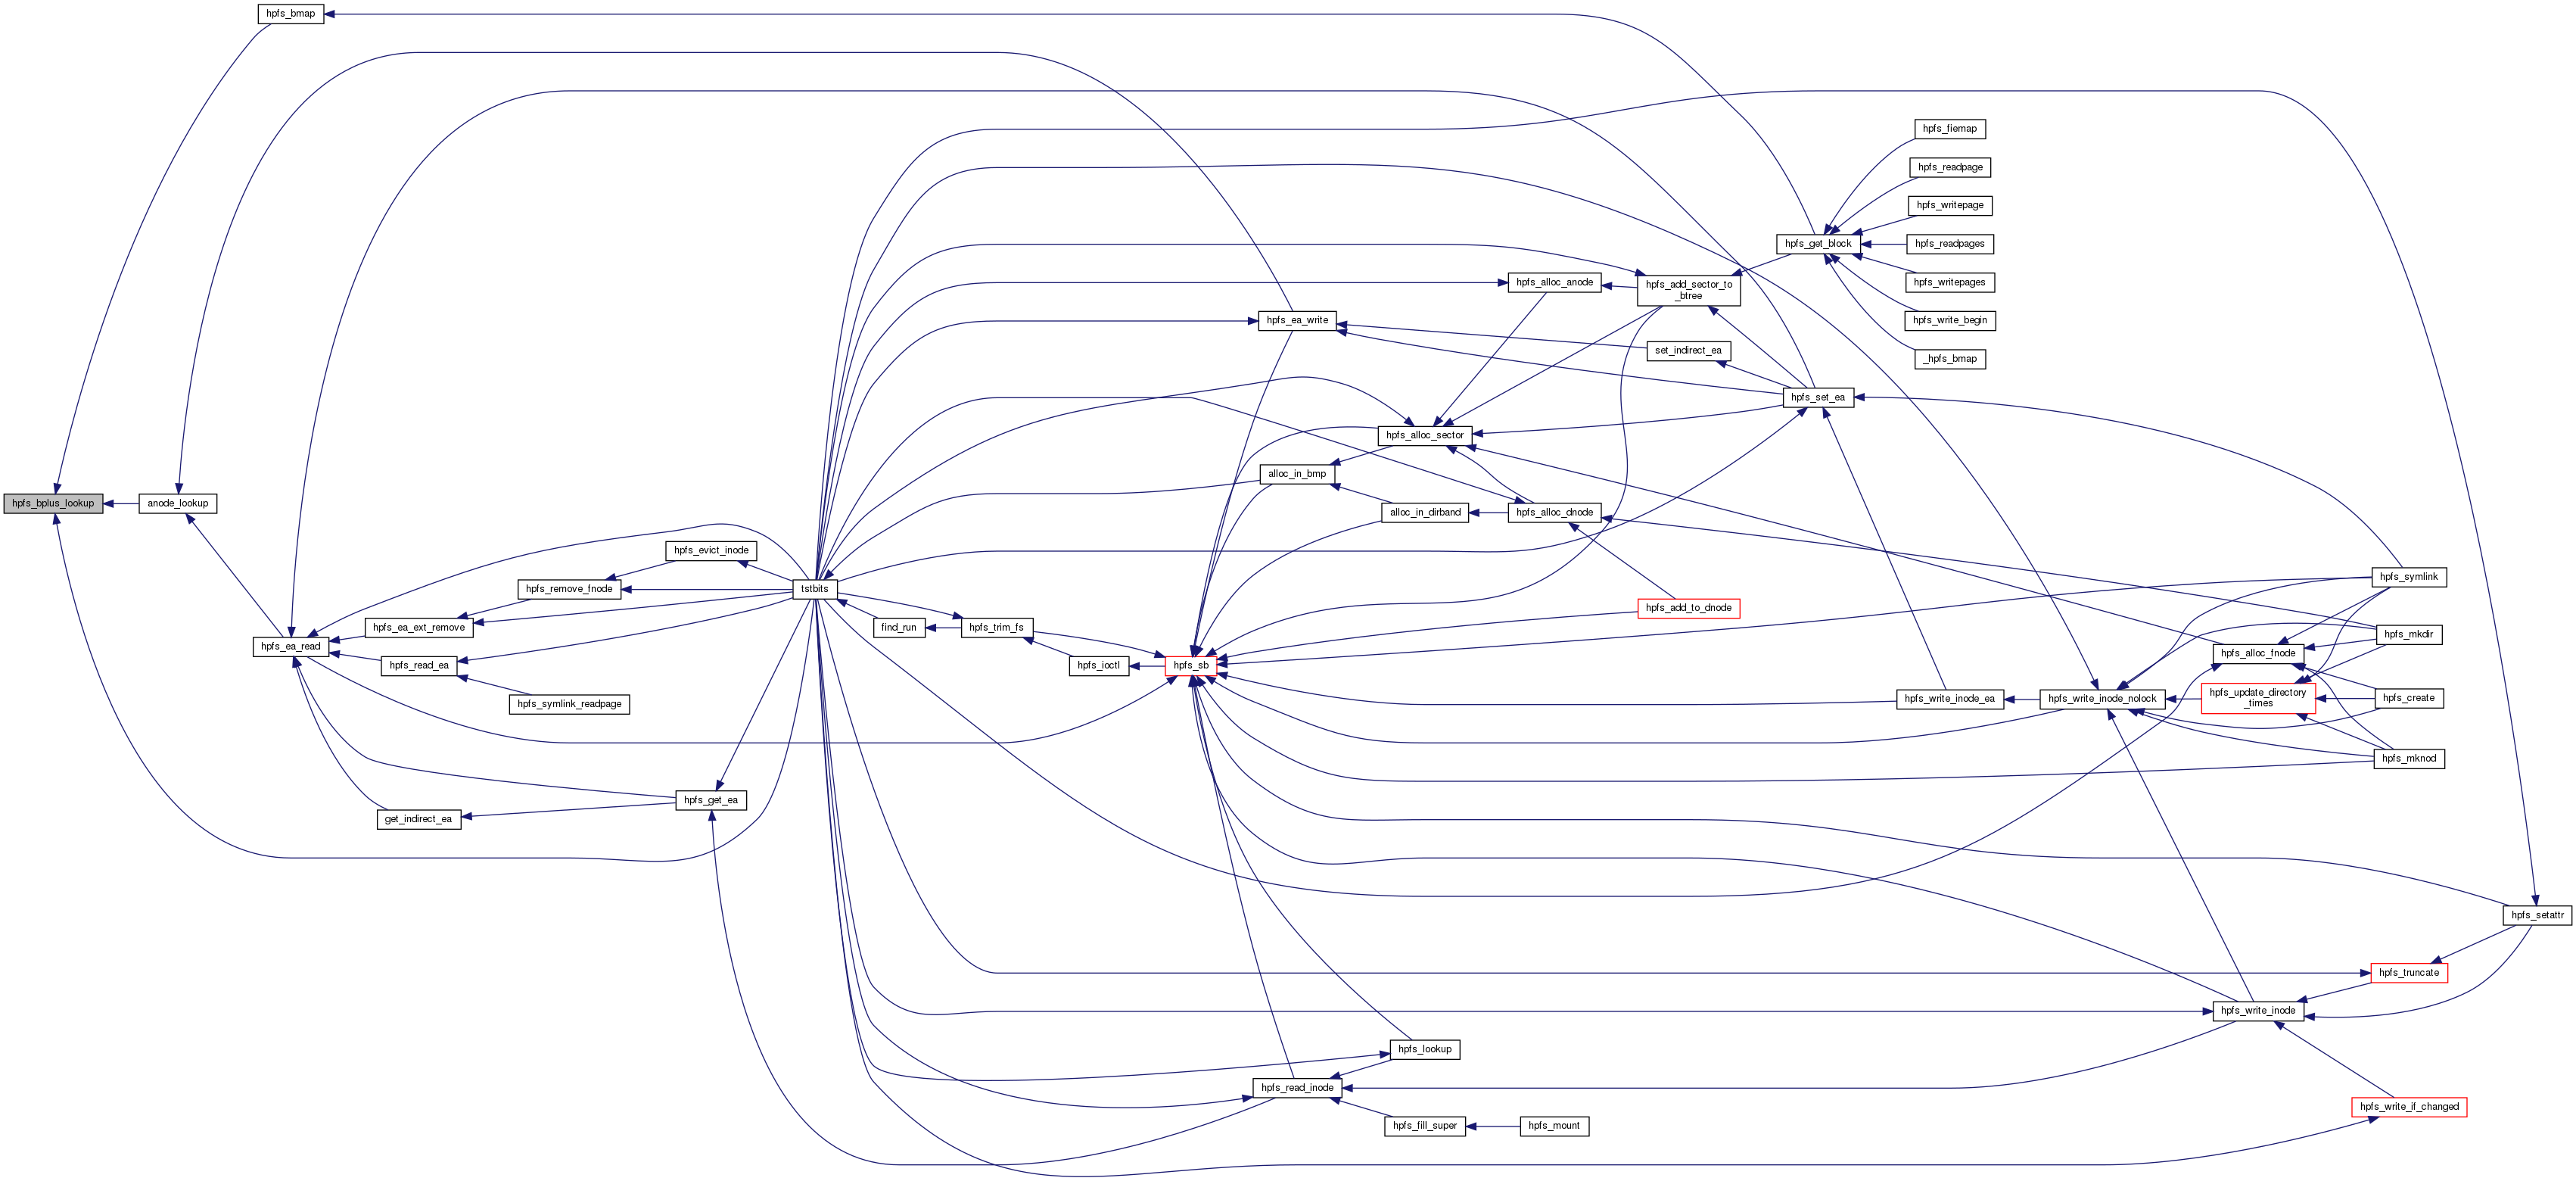 hpfs_bmap
hpfs_fiemap
hpfs_readpage
hpfs_writepage
hpfs_get_block
hpfs_readpages
hpfs_alloc_anode
hpfs_add_sector_to
_btree
hpfs_writepages
hpfs_ea_write
hpfs_write_begin
set_indirect_ea
_hpfs_bmap
hpfs_set_ea
hpfs_alloc_sector
alloc_in_bmp
hpfs_bplus_lookup
anode_lookup
alloc_in_dirband
hpfs_alloc_dnode
hpfs_evict_inode
hpfs_symlink
hpfs_remove_fnode
tstbits
hpfs_add_to_dnode
hpfs_ea_ext_remove
find_run
hpfs_trim_fs
hpfs_mkdir
hpfs_ea_read
hpfs_alloc_fnode
hpfs_read_ea
hpfs_ioctl
hpfs_sb
hpfs_symlink_readpage
hpfs_write_inode_ea
hpfs_write_inode_nolock
hpfs_update_directory
_times
hpfs_create
hpfs_mknod
hpfs_get_ea
get_indirect_ea
hpfs_setattr
hpfs_truncate
hpfs_write_inode
hpfs_lookup
hpfs_read_inode
hpfs_write_if_changed
hpfs_fill_super
hpfs_mount